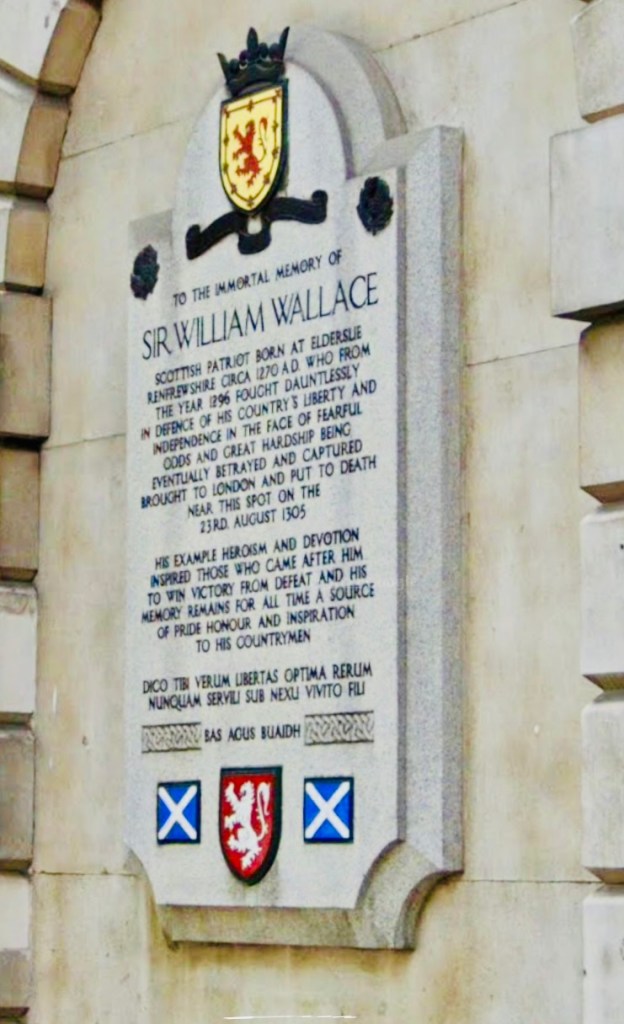 TO THE IMMORTAL MEMORY OF
SIR WILLIAM WALLACE
SCOTTISH PATRIOT BORN AT ELDERSLIE
RENFREWSHIRE CIRCA 1270 A.D. WHO FROM
THE YEAR 1296 FOUGHT DAUNTLESSLY
IN DEFENCE OF HIS COUNTRY'S LIBERTY AND
INDEPENDENCE IN THE FACE OF FEARFUL
ODDS AND GREAT HARDSHIP BEING
EVENTUALLY BETRAYED AND CAPTURED
BROUGHT TO LONDON AND PUT TO DEATH
NEAR THIS SPOT ON THE
23RD. AUGUST 1305
HIS EXAMPLE HEROISM AND DEVOTION
INSPIRED THOSE WHO CAME AFTER HIM
TO WIN VICTORY FROM DEFEAT AND HIS
MEMORY REMAINS FOR ALL TIME A SOURCE
OF PRIDE HONOUR AND INSPIRATION
TO HIS COUNTRYMEN
DICO TIBI VERUM LIBERTAS OPTIMA RERUM
NUNQUAM SERVILI SUB NEXU VIVITO FILI
BAS AGUS BUAIDH